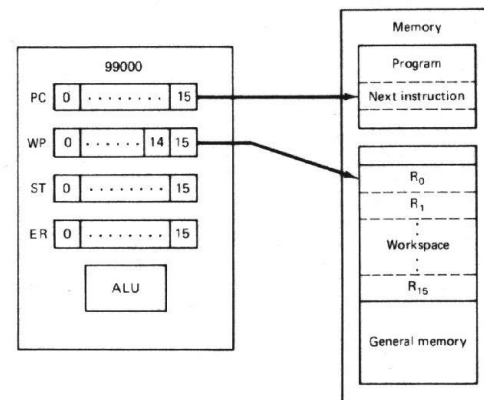 Memory
99000
Program
PC 0 ........ 15
Next instruction
WP 0 ...... 14 15
R0
ST 0 ........ 15
R1
Workspace
ER 0 ........ 15
R15
ALU
General memory